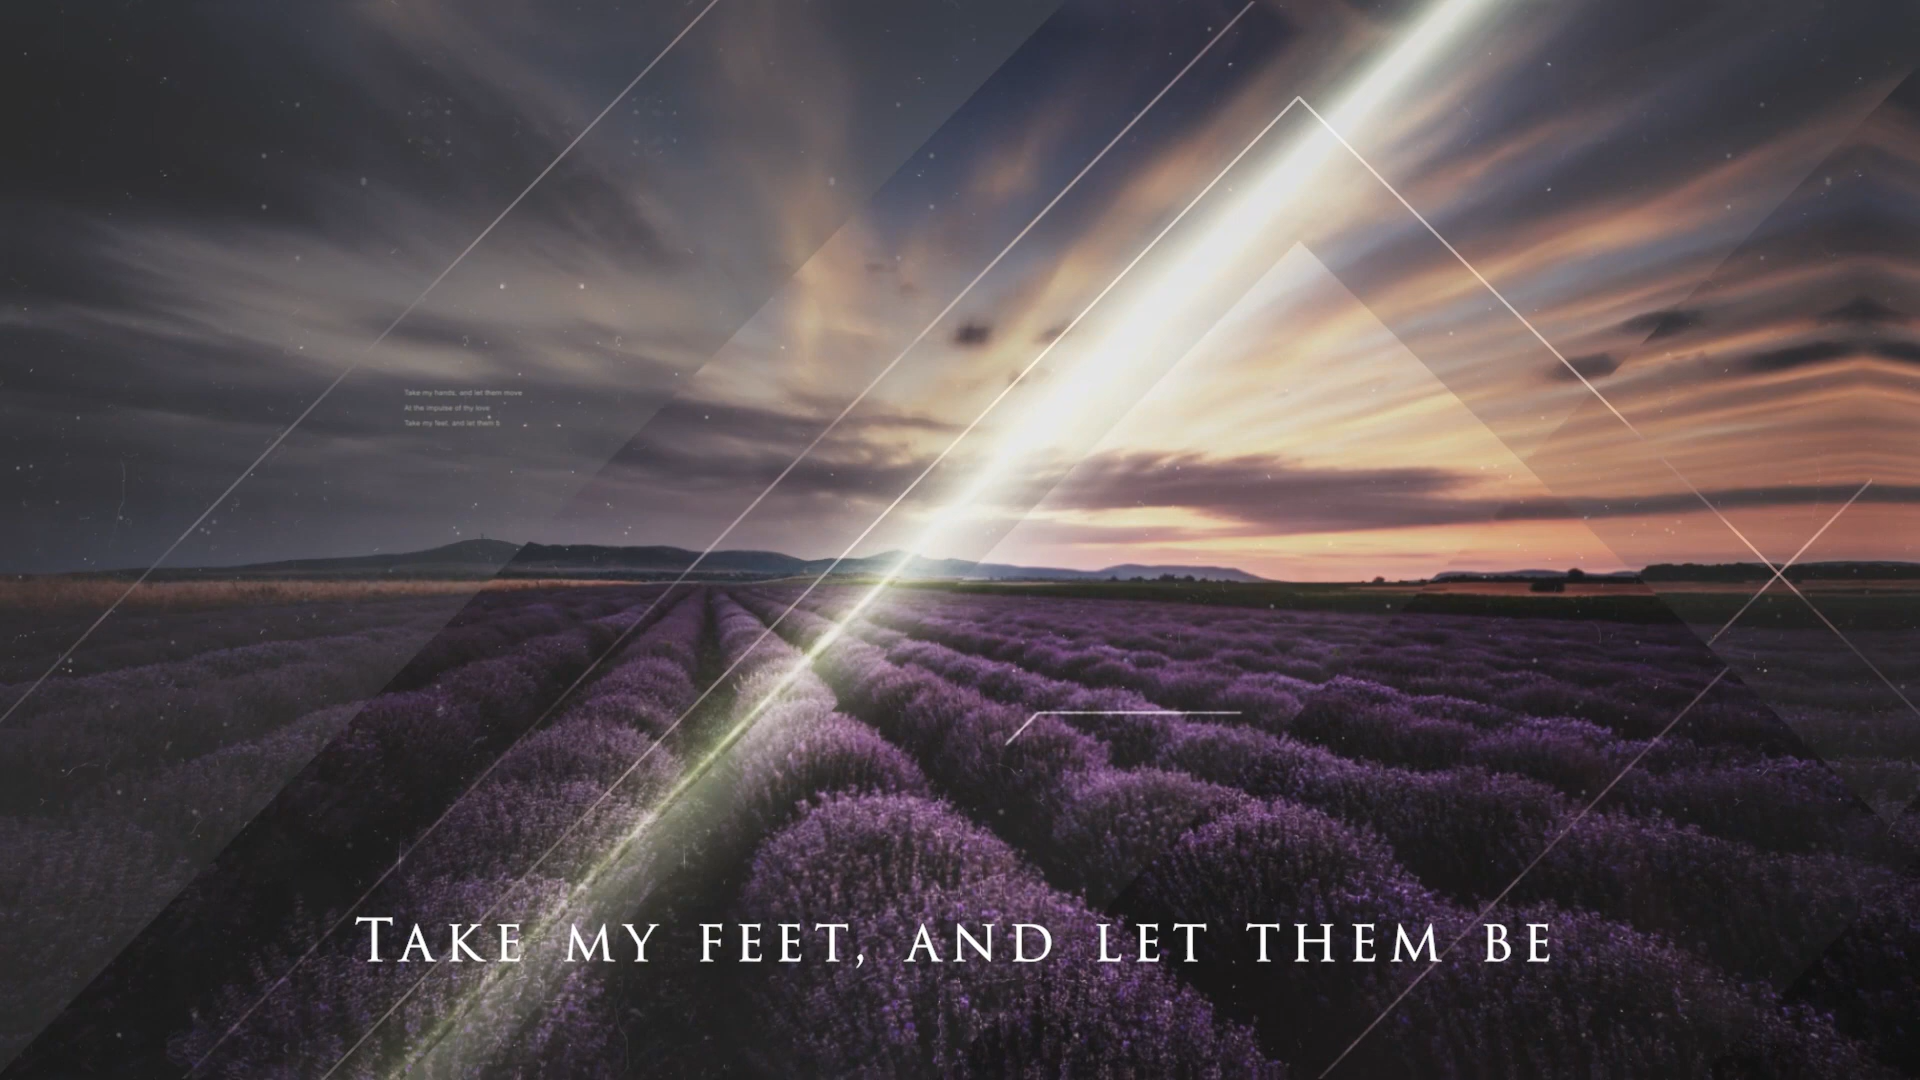 Take my hands, and let them move
At the impulse of thy love
Take my feet, and let them b
TAKE MY FEET, AND LET THEM BE